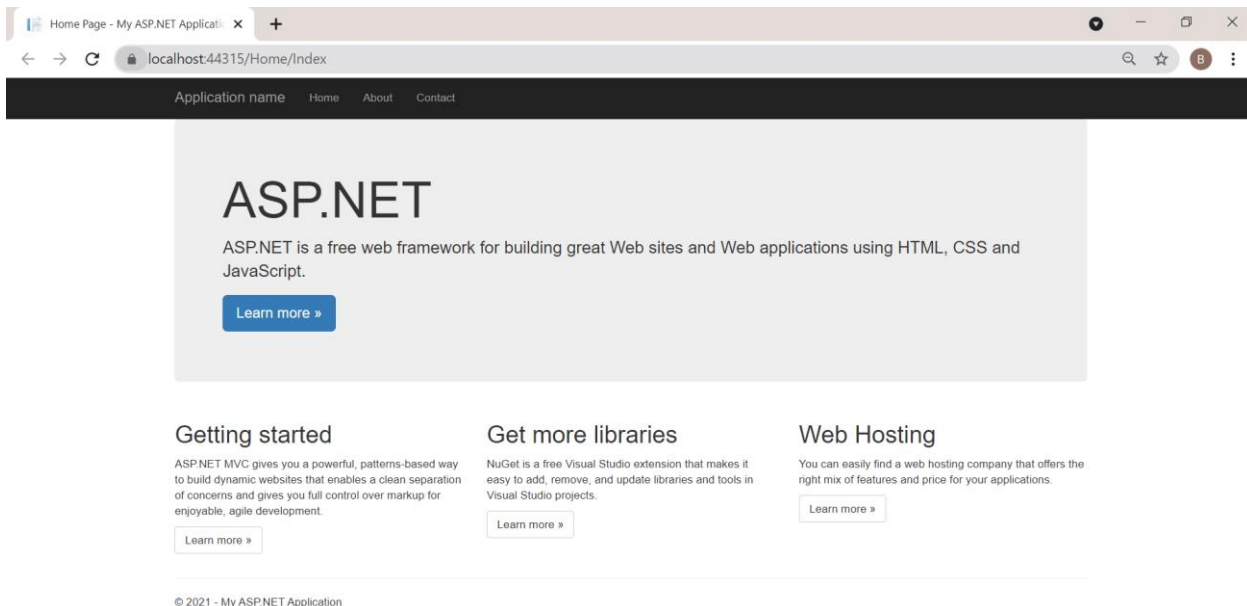 Home Page - My ASP.NET Applicati
localhost:44315/Home/Index
B
Application name Home About Contact
ASP.NET
ASP.NET is a free web framework for building great Web sites and Web applications using HTML, CSS and
JavaScript.
Learn more »
Getting started
ASP.NET MVC gives you a powerful, patterns-based way
to build dynamic websites that enables a clean separation
of concerns and gives you full control over markup for
enjoyable, agile development.
Learn more »
Get more libraries
NuGet is a free Visual Studio extension that makes it
easy to add, remove, and update libraries and tools in
Visual Studio projects.
Learn more »
Web Hosting
You can easily find a web hosting company that offers the
right mix of features and price for your applications.
Learn more »
© 2021 - My ASP.NET Application